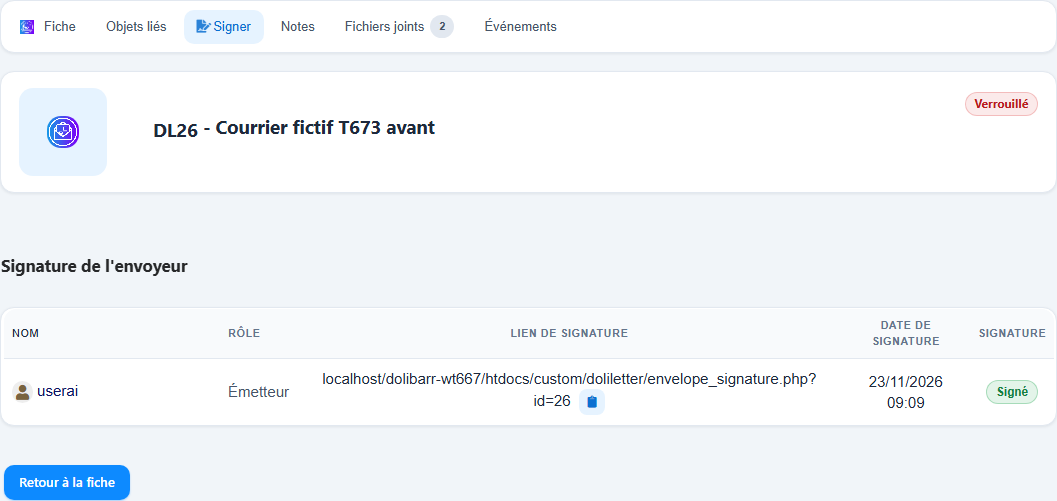 Fiche Objets liés Signer Notes Fichiers joints 2 Événements
Verrouillé
DL26 - Courrier fictif T673 avant
Signature de l'envoyeur
NOM RÔLE LIEN DE SIGNATURE DATE DE SIGNATURE SIGNATURE
userai Émetteur localhost/dolibarr-wt667/htdocs/custom/doliletter/envelope_signature.php?
id=26 23/11/2026 09:09 Signé
Retour à la fiche